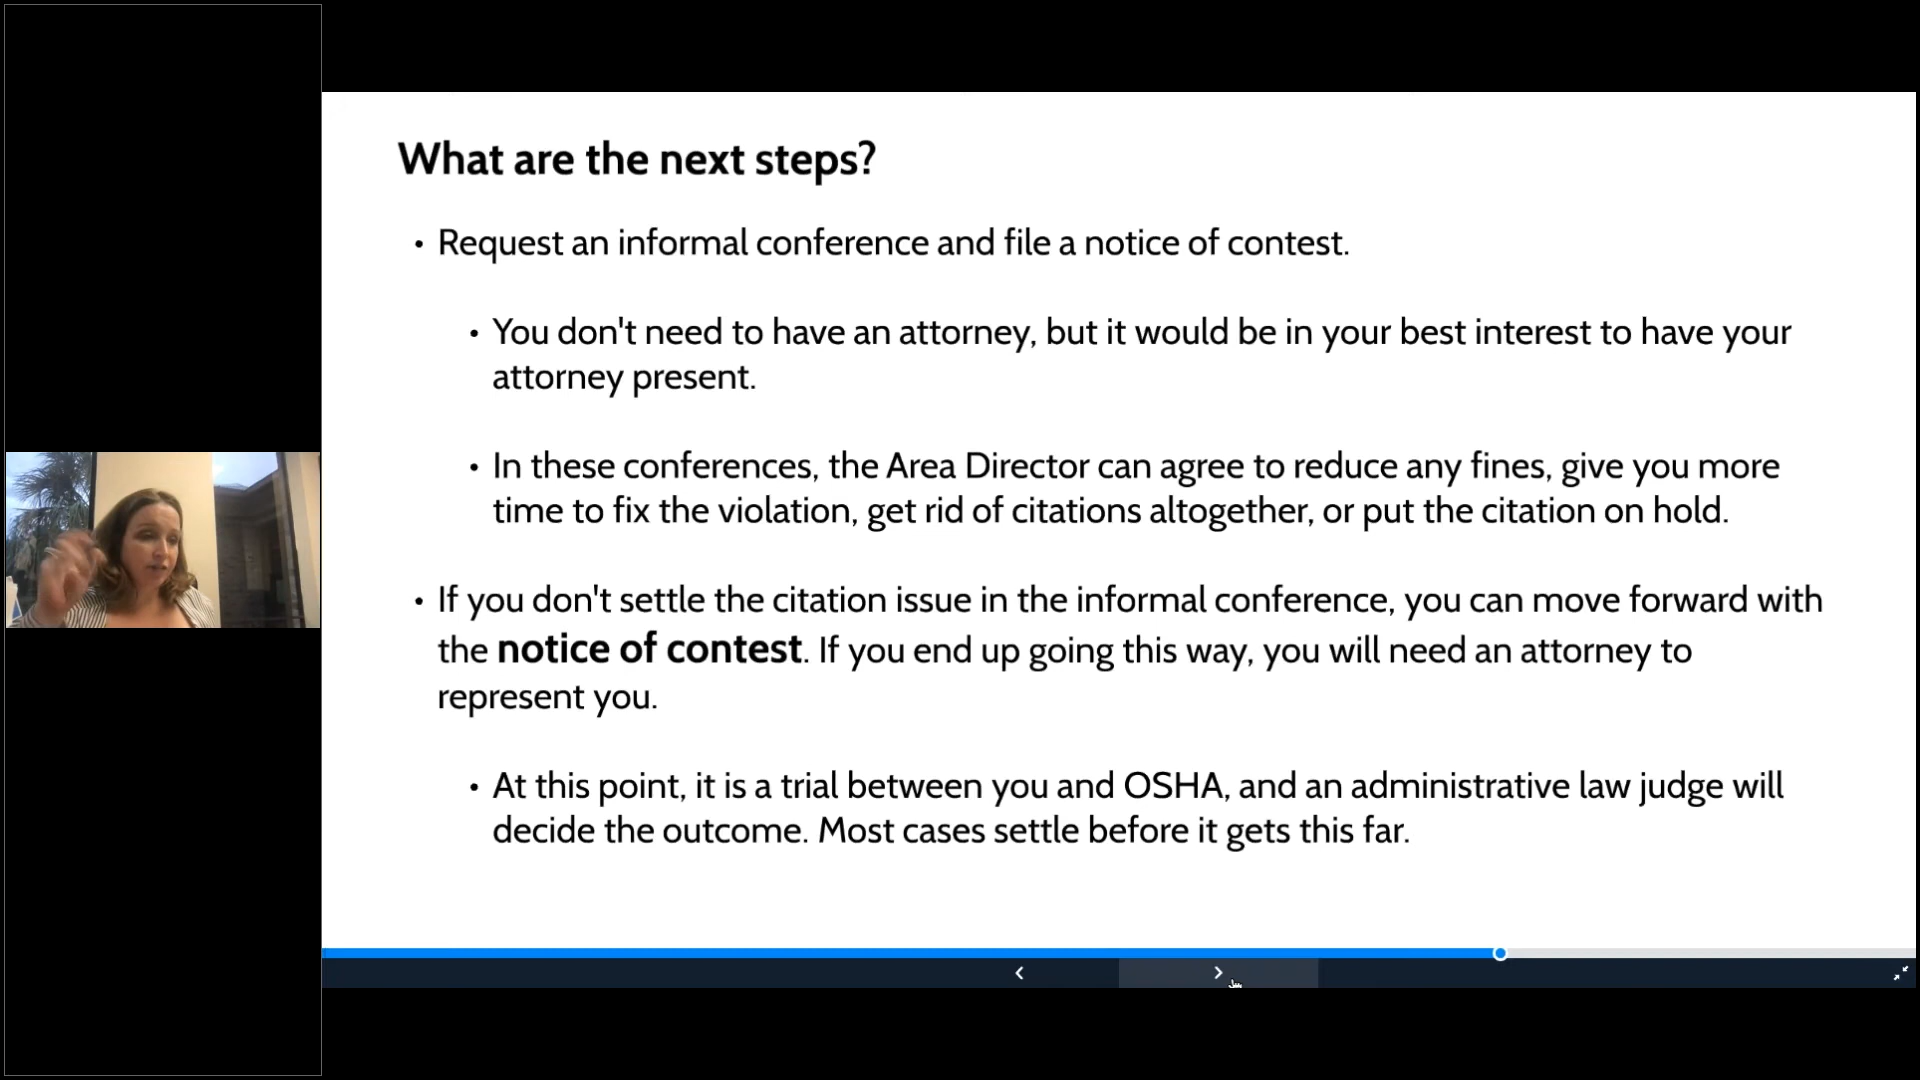 What are the next steps?
• Request an informal conference and file a notice of contest.
• You don't need to have an attorney, but it would be in your best interest to have your
attorney present.
• In these conferences, the Area Director can agree to reduce any fines, give you more
time to fix the violation, get rid of citations altogether, or put the citation on hold.
• If you don't settle the citation issue in the informal conference, you can move forward with
the notice of contest. If you end up going this way, you will need an attorney to
represent you.
• At this point, it is a trial between you and OSHA, and an administrative law judge will
decide the outcome. Most cases settle before it gets this far.